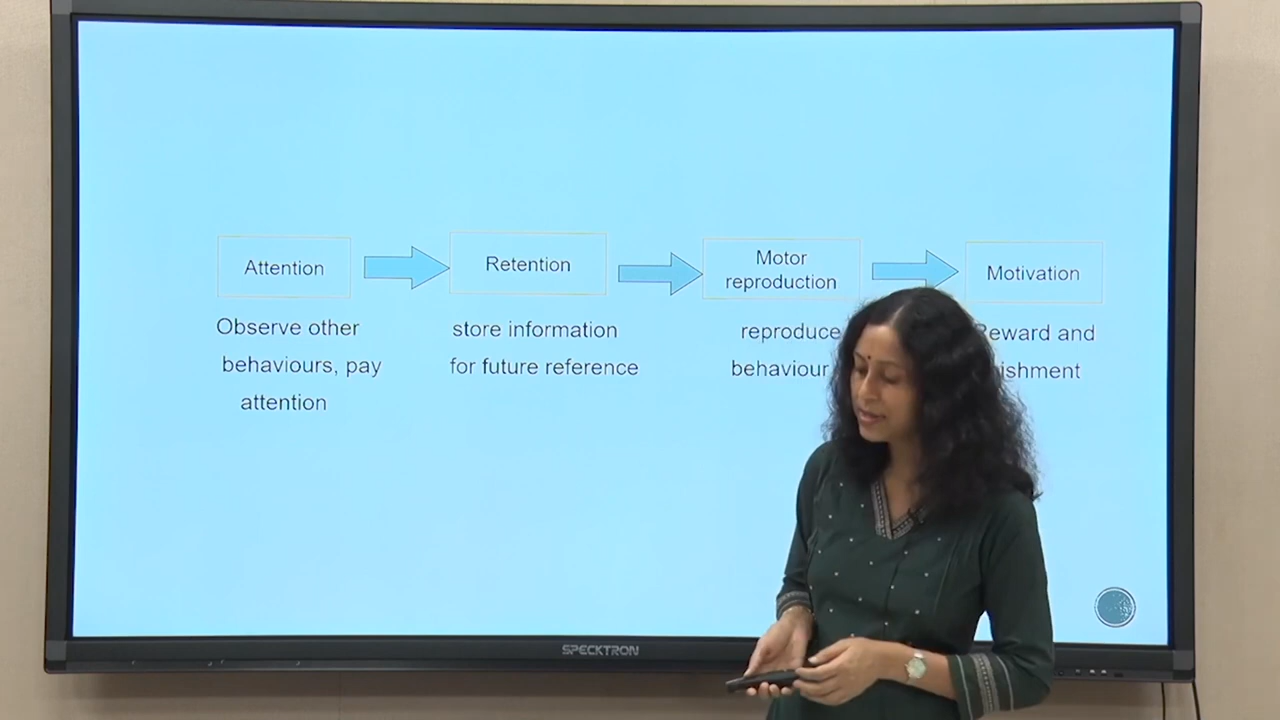 Attention
Observe other
behaviours, pay
attention
Retention
store information
for future reference
Motor
reproduction
reproduce
behaviour
Motivation
Reward and
SPECKTRON